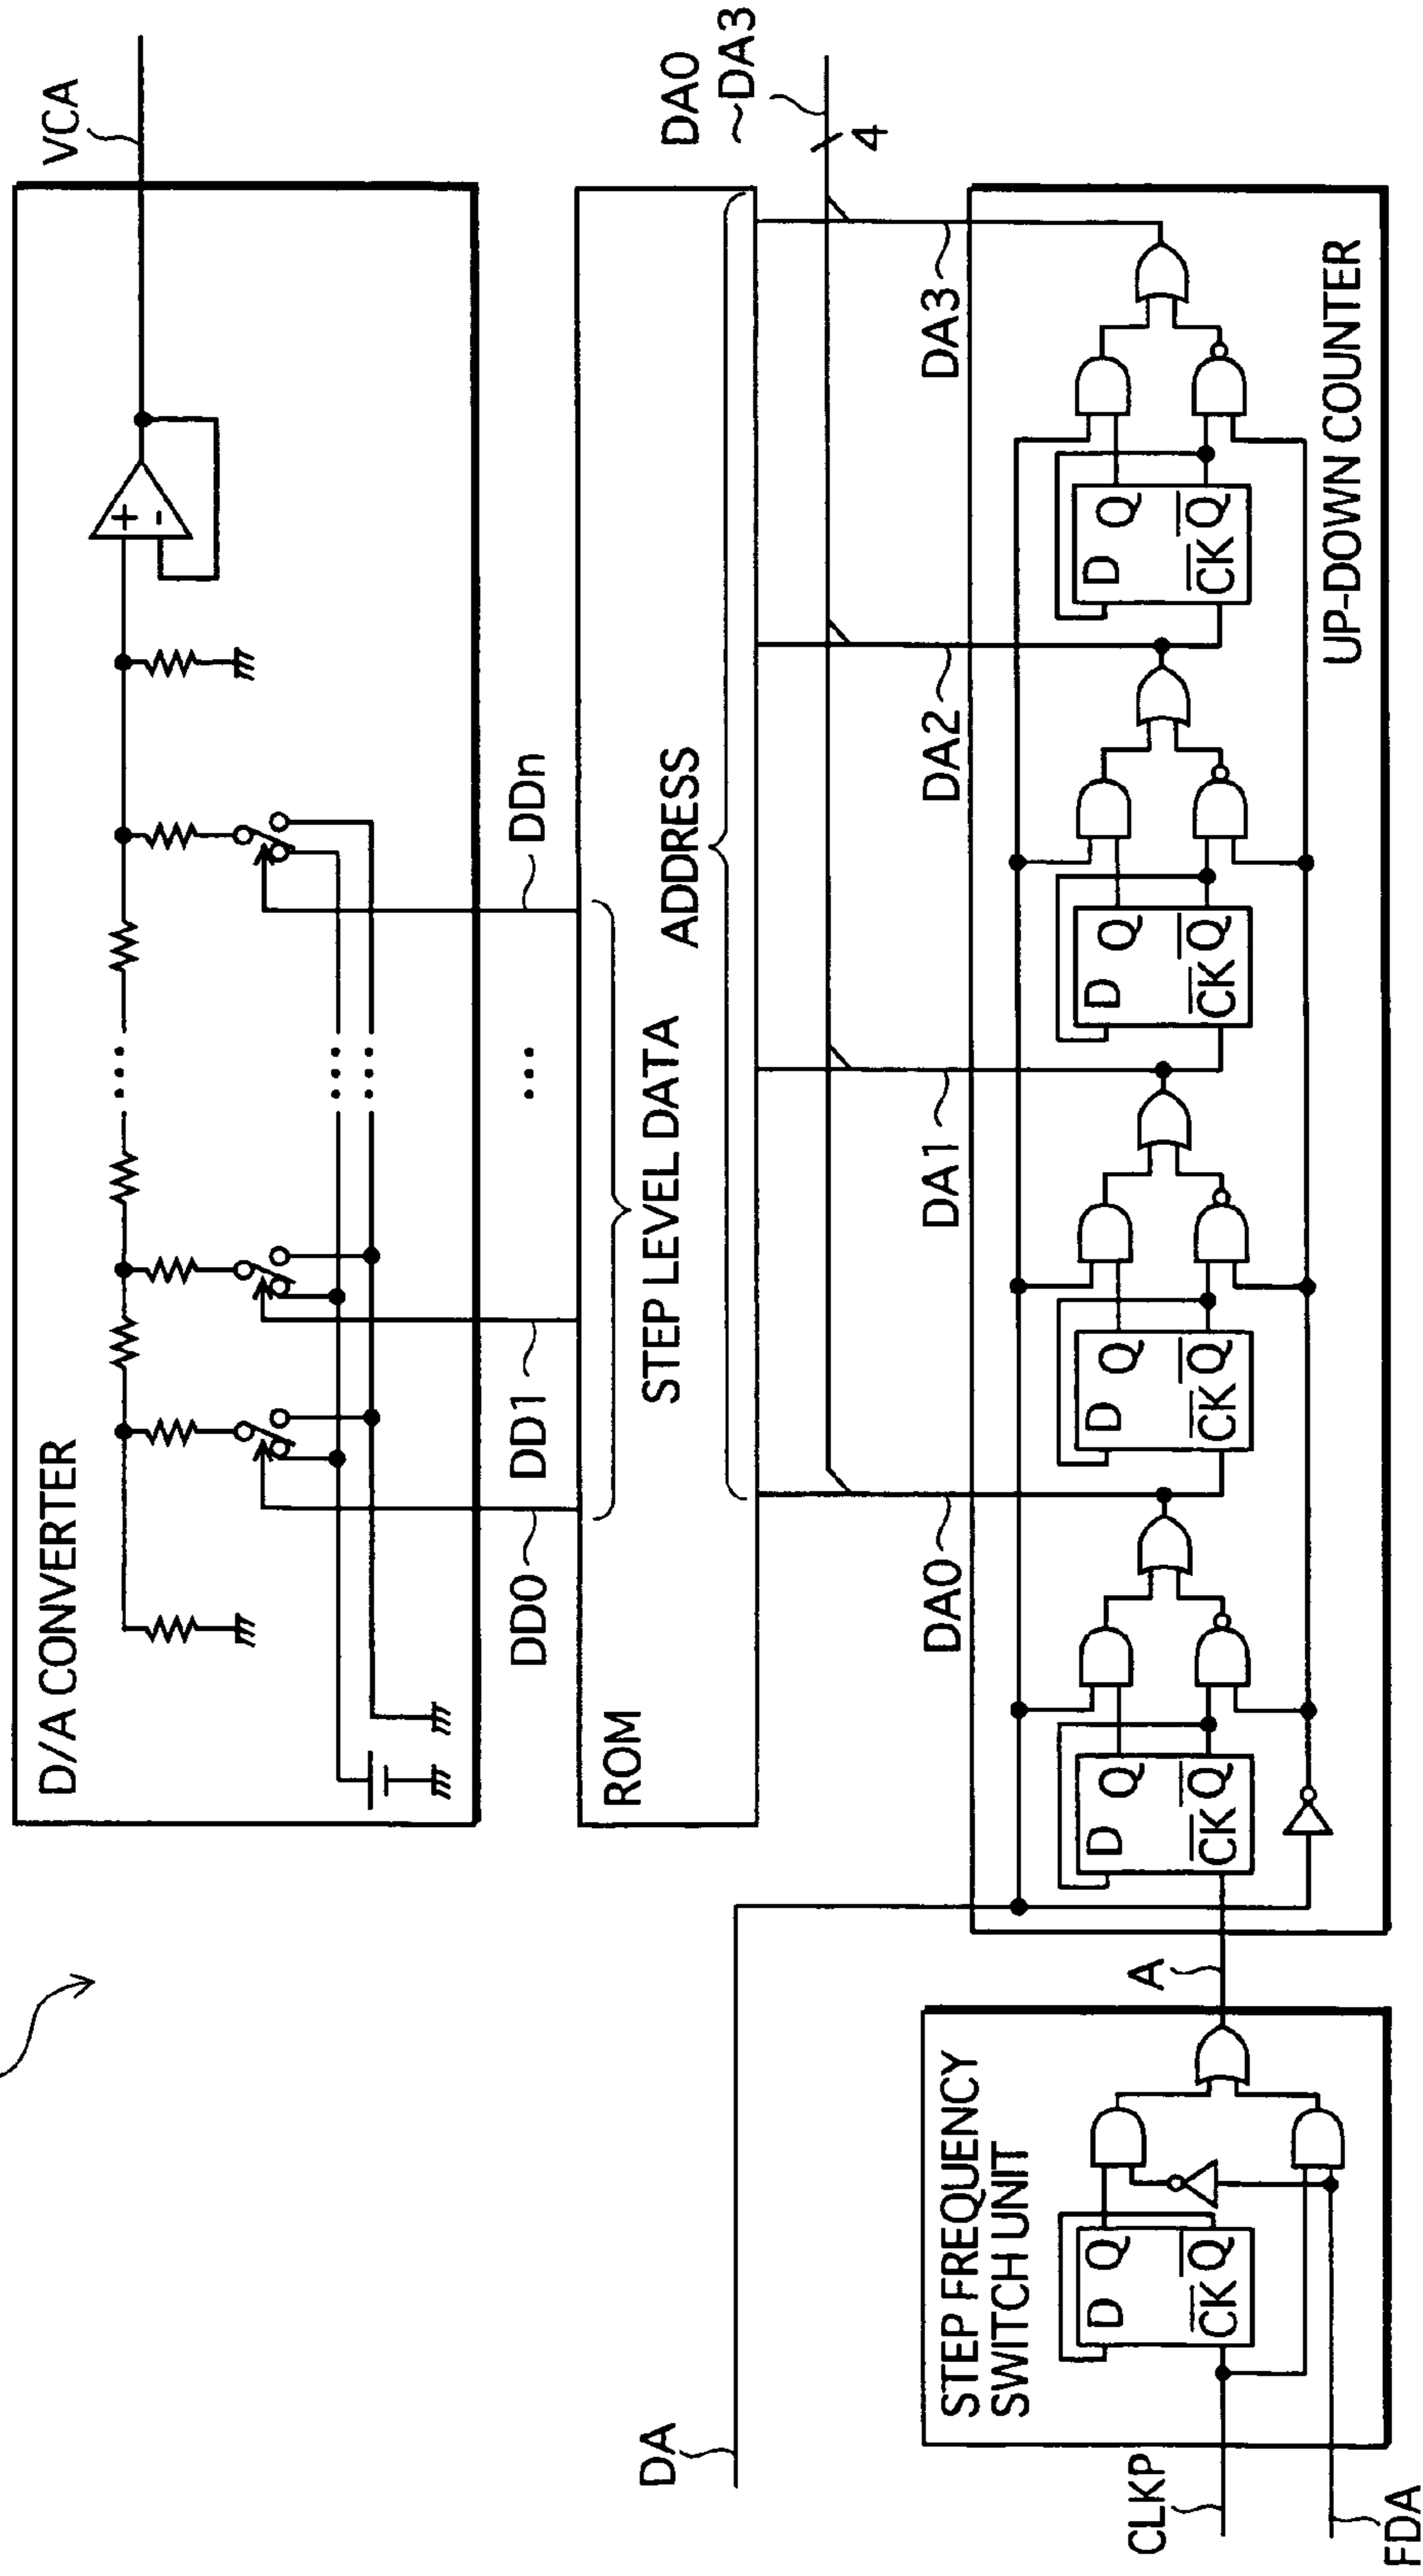 D/A CONVERTER
VCA
DD0
DD1
...
DDn
ROM
STEP LEVEL DATA
ADDRESS
DA0
~DA3
4
DA
DA0
DA1
DA2
DA3
D Q
CK Q
D Q
CK Q
D Q
CK Q
D Q
CK Q
UP-DOWN COUNTER
A
STEP FREQUENCY
SWITCH UNIT
D Q
CK Q
CLKP
FDA
+
-